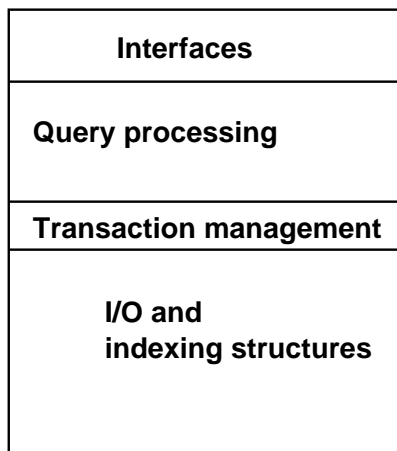 Interfaces
Query processing
Transaction management
I/O and
indexing structures